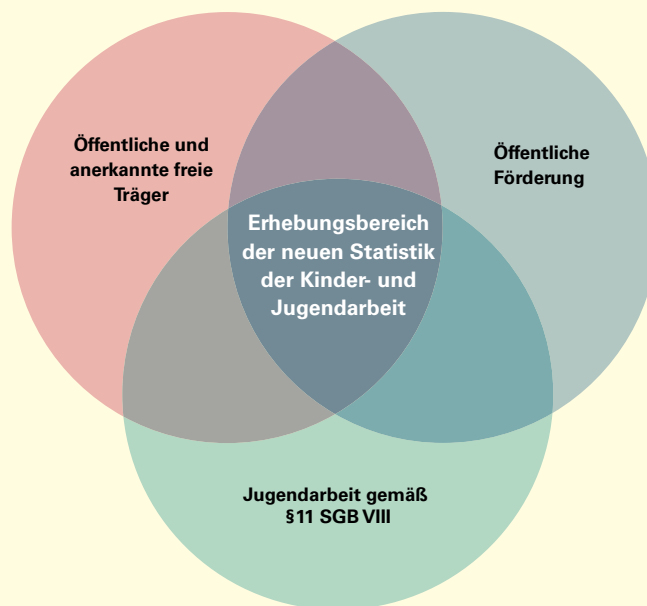 Öffentliche und
anerkannte freie
Träger
Öffentliche
Förderung
Erhebungsbereich
der neuen Statistik
der Kinder- und
Jugendarbeit
Jugendarbeit gemäß
§ 11 SGB VIII